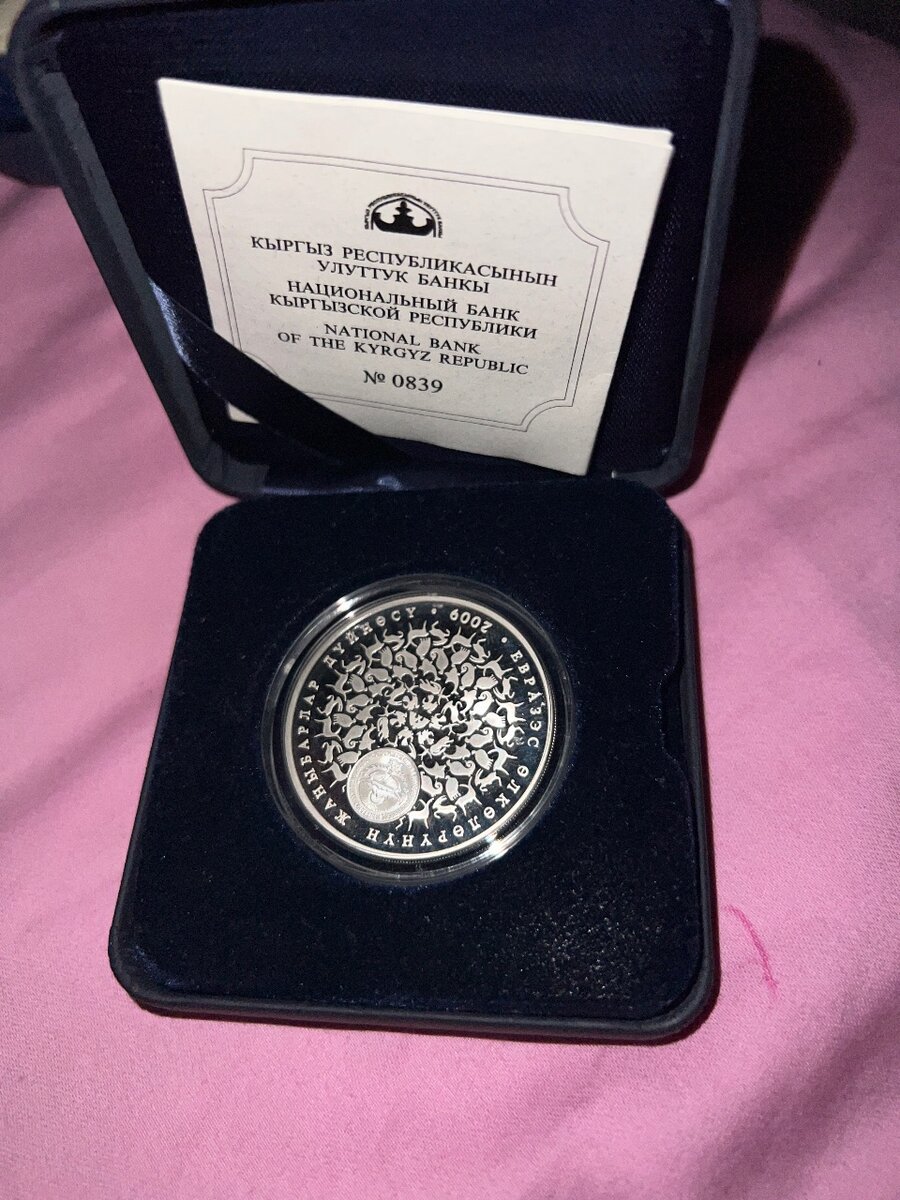 КЫРГЫЗ РЕСПУБЛИКАСЫНЫН
УЛУТТУК БАНКЫ
НАЦИОНАЛЬНЫЙ БАНК
КЫРГЫЗСКОЙ РЕСПУБЛИКИ
NATIONAL BANK
OF THE KYRGYZ REPUBLIC
№ 0839
ЕВРАЗЭС ӨЛКӨЛӨРҮНҮН ЖАНЫБАРЛАР ДҮЙНӨСҮ • 2009 •